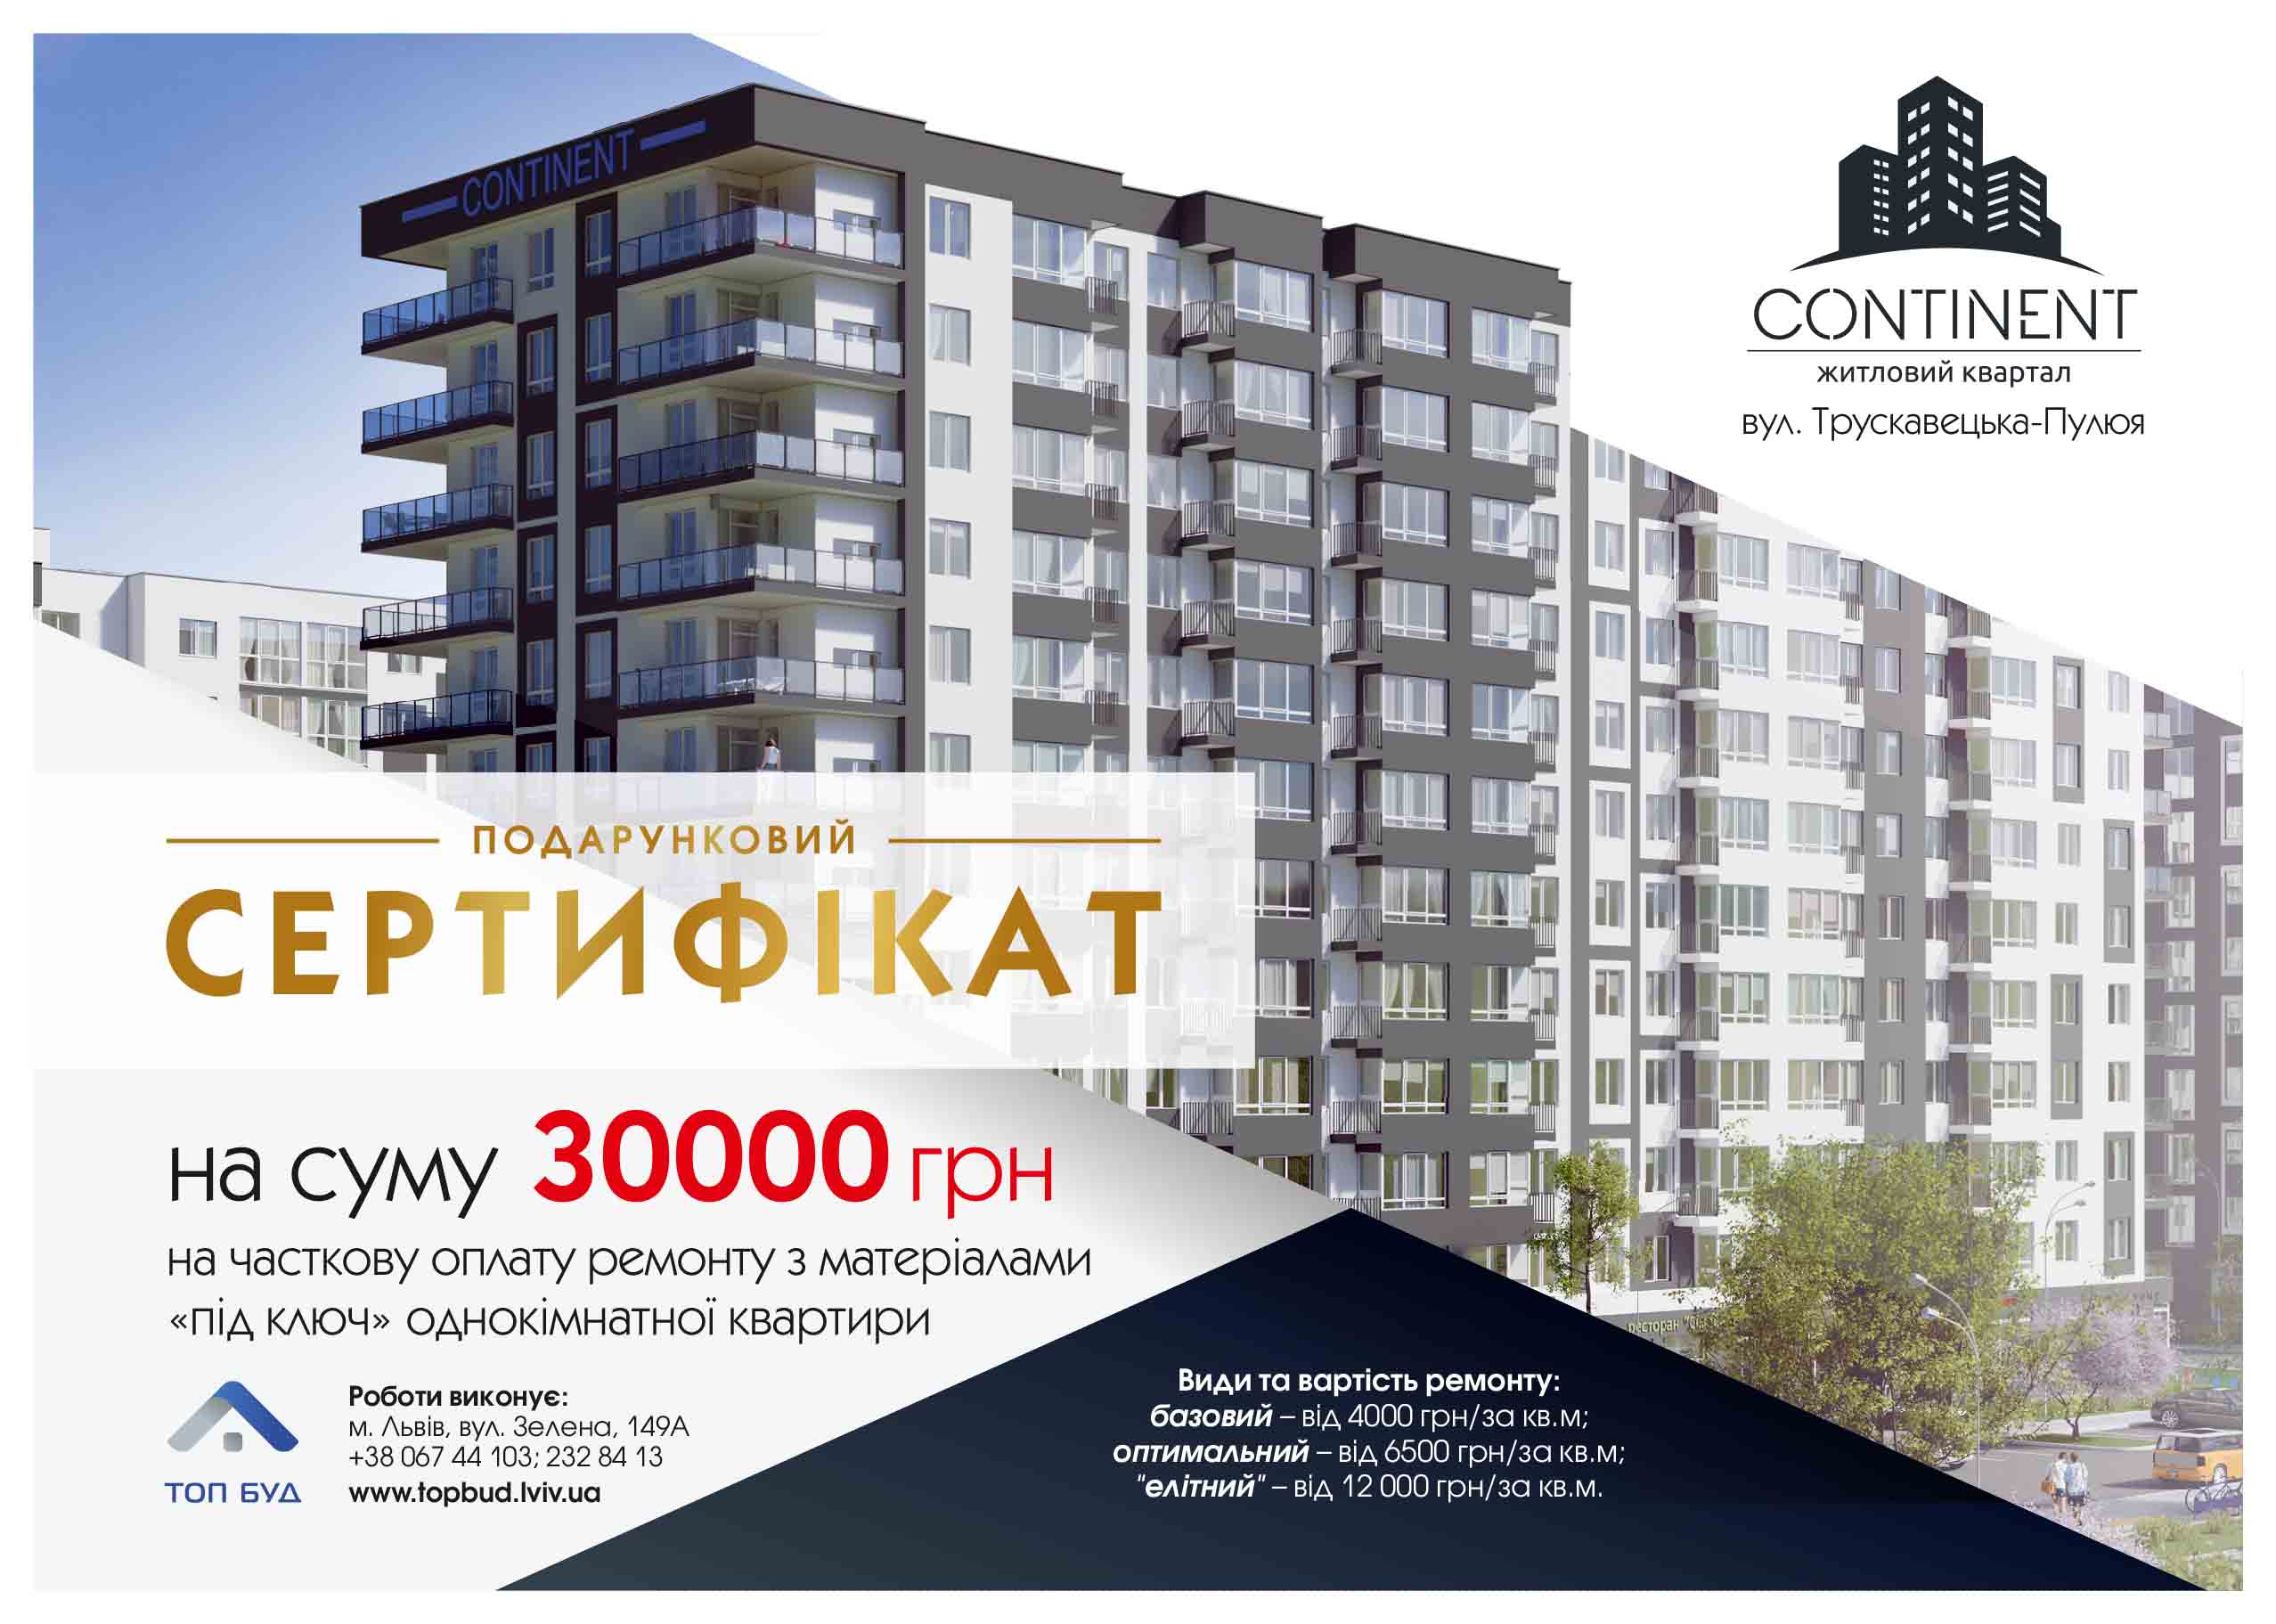 CONTINENT
CONTINENT
житловий квартал
вул. Трускавецька-Пулюя
ПОДАРУНКОВИЙ
СЕРТИФІКАТ
на суму 30000 грн
на часткову оплату ремонту з матеріалами
«під ключ» однокімнатної квартири
ТОП БУД
Роботи виконує:
м. Львів, вул. Зелена, 149А
+38 067 44 103; 232 84 13
www.topbud.lviv.ua
ресторан
Види та вартість ремонту:
базовий – від 4000 грн/за кв.м;
оптимальний – від 6500 грн/за кв.м;
"елітний" – від 12 000 грн/за кв.м.